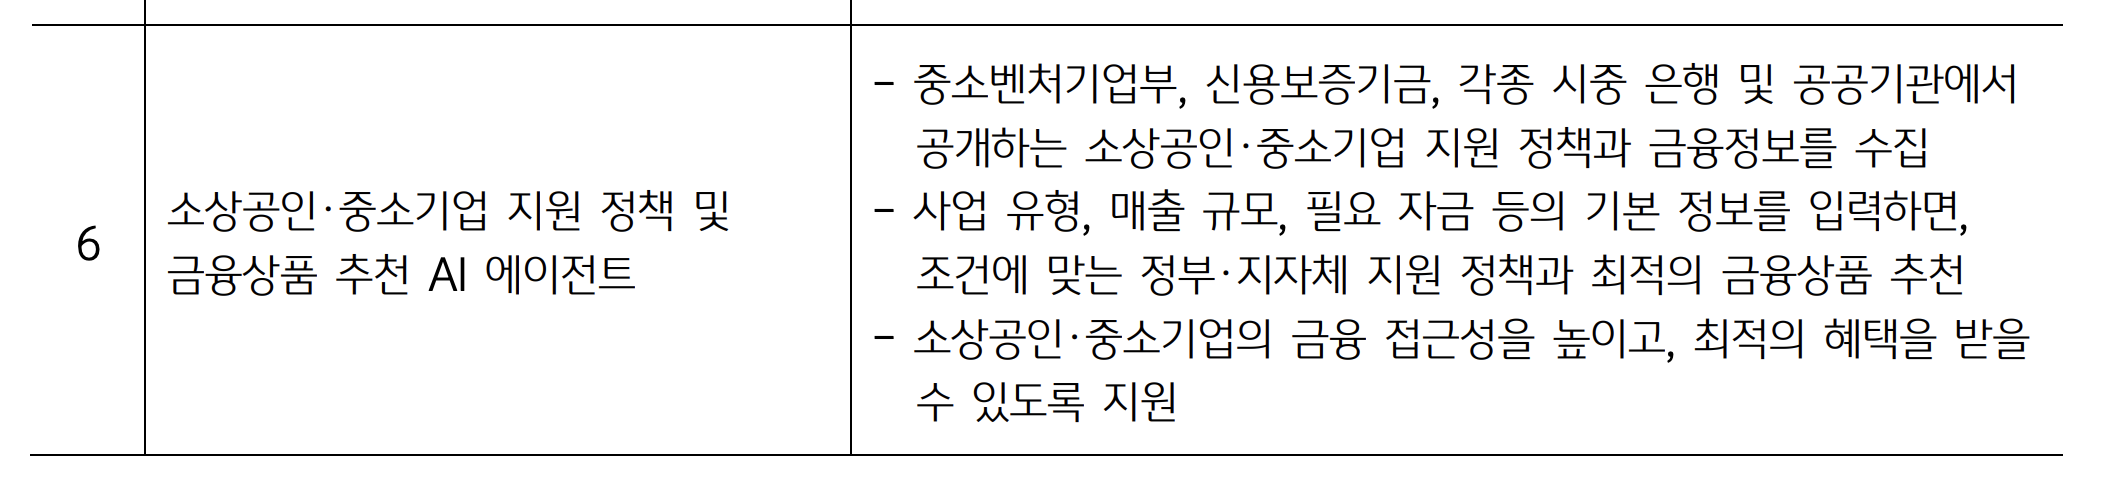 6
소상공인·중소기업 지원 정책 및
금융상품 추천 AI 에이전트
- 중소벤처기업부, 신용보증기금, 각종 시중 은행 및 공공기관에서
공개하는 소상공인·중소기업 지원 정책과 금융정보를 수집
- 사업 유형, 매출 규모, 필요 자금 등의 기본 정보를 입력하면,
조건에 맞는 정부·지자체 지원 정책과 최적의 금융상품 추천
- 소상공인·중소기업의 금융 접근성을 높이고, 최적의 혜택을 받을
수 있도록 지원